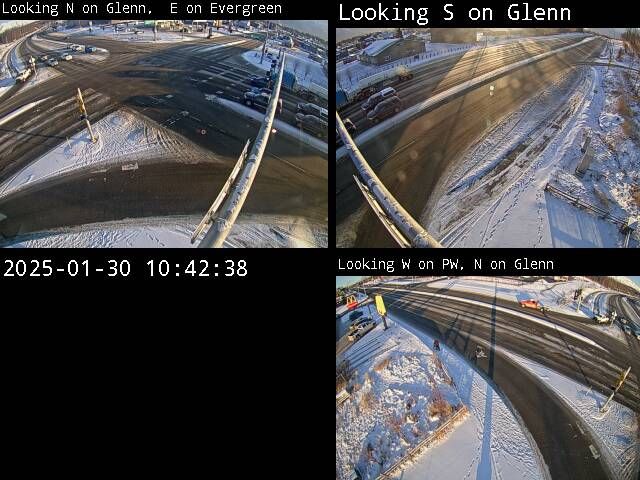 Looking N on Glenn,  E on Evergreen
Looking S on Glenn
2025-01-30 10:42:38
Looking W on PW, N on Glenn